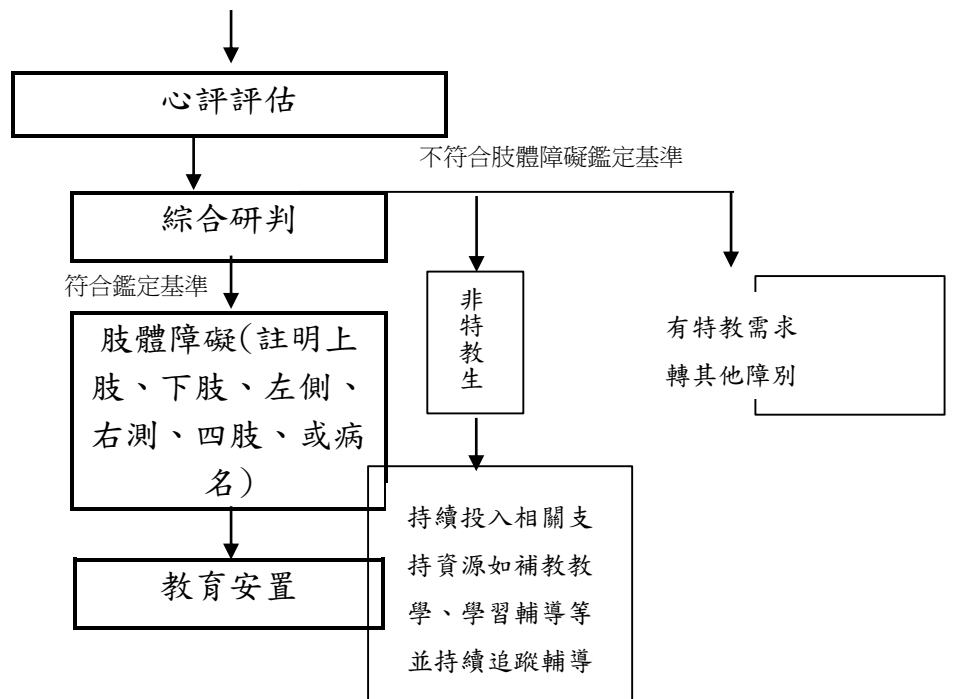 心評評估
不符合肢體障礙鑑定基準
綜合研判
符合鑑定基準
肢體障礙(註明上
肢、下肢、左側、
右測、四肢、或病
名)
非
特
教
生
有特教需求
轉其他障別
持續投入相關支
持資源如補教教
學、學習輔導等
並持續追蹤輔導
教育安置